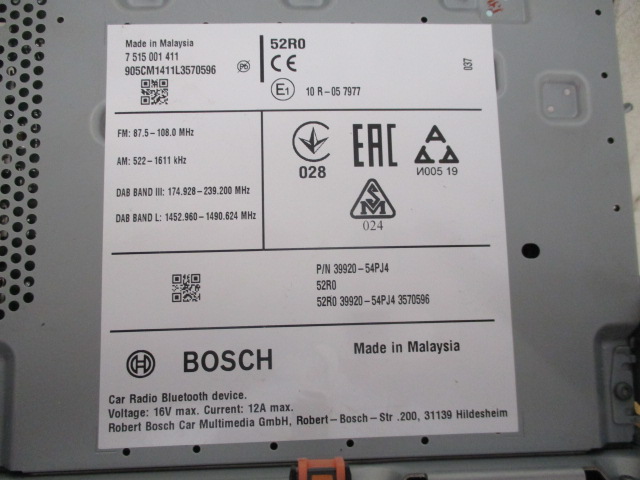 Made in Malaysia
7 515 001 411
905CM1411L3570596
52R0
CE
037
E1
10 R - 05 7977
FM: 87.5 - 108.0 MHz
AM: 522 - 1611 kHz
DAB BAND III: 174.928 - 239.200 MHz
DAB BAND L: 1452.960 - 1490.624 MHz
028
EAC
И005 19
SM
024
P/N 39920 - 54PJ4
52R0
52R0 39920 - 54PJ4 3570596
BOSCH
Made in Malaysia
Car Radio Bluetooth device.
Voltage: 16V max. Current: 12A max.
Robert Bosch Car Multimedia GmbH, Robert - Bosch - Str .200, 31139 Hildesheim